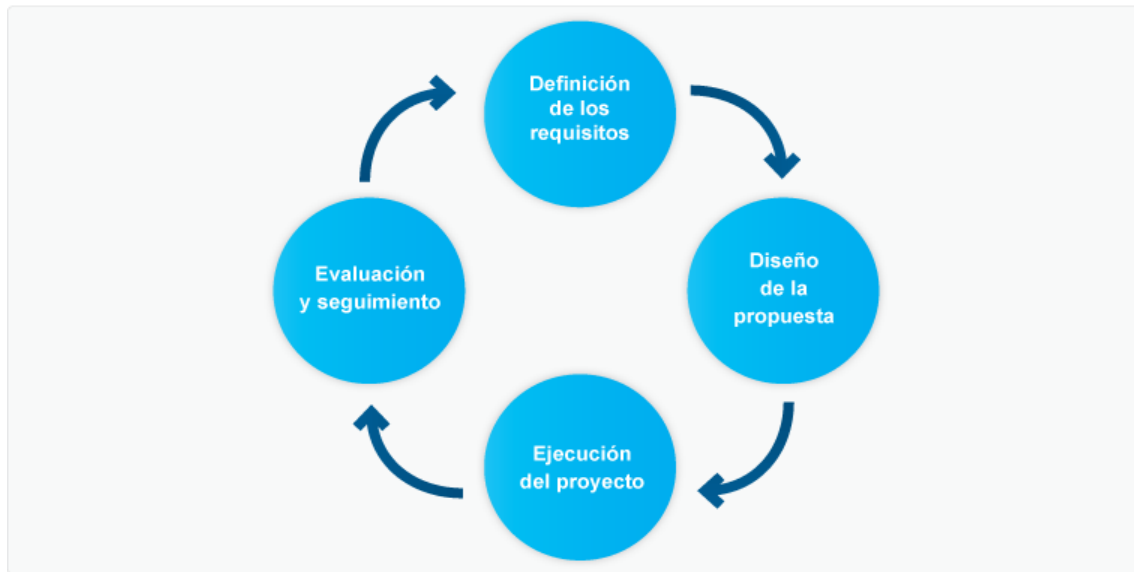 Definición
de los
requisitos
Diseño
de la
propuesta
Ejecución
del proyecto
Evaluación
y seguimiento